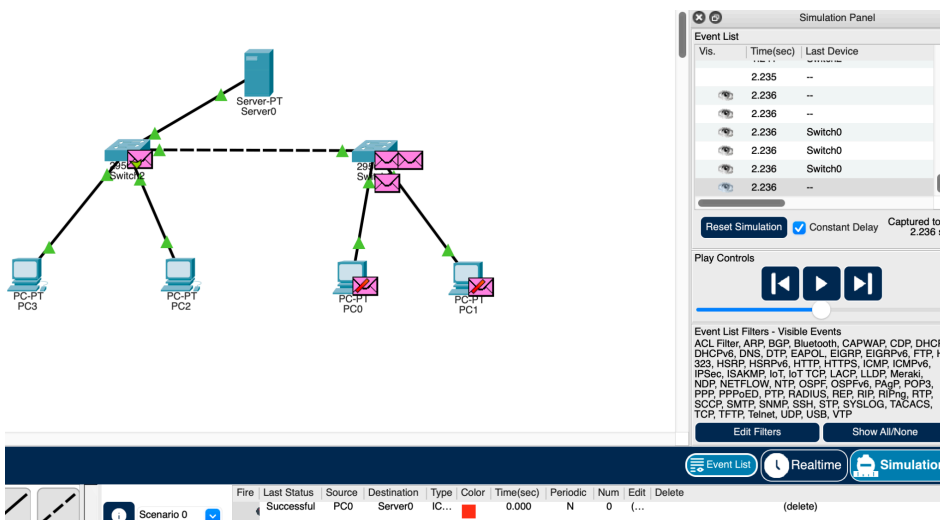 Simulation Panel
Event List
Vis. Time(sec) Last Device
2.235 --
2.236 --
2.236 --
2.236 Switch0
2.236 Switch0
2.236 Switch0
2.236 --
Reset Simulation Constant Delay Captured to
2.236 s
Play Controls
Event List Filters - Visible Events
ACL Filter, ARP, BGP, Bluetooth, CAPWAP, CDP, DHCP
DHCPv6, DNS, DTP, EAPOL, EIGRP, EIGRPv6, FTP, H
323, HSRP, HSRPv6, HTTP, HTTPS, ICMP, ICMPv6,
IPSec, ISAKMP, IoT, IoT TCP, LACP, LLDP, Meraki,
NDP, NETFLOW, NTP, OSPF, OSPFv6, PAgP, POP3,
PPP, PPPoED, PTP, RADIUS, REP, RIP, RIPng, RTP,
SCCP, SMTP, SNMP, SSH, STP, SYSLOG, TACACS,
TCP, TFTP, Telnet, UDP, USB, VTP
Edit Filters Show All/None
Server-PT
Server0
Switch2
PC-PT
PC3
PC-PT
PC2
PC-PT
PC0
PC-PT
PC1
Event List Realtime Simulation
Scenario 0
Fire Last Status Source Destination Type Color Time(sec) Periodic Num Edit Delete
Successful PC0 Server0 IC... 0.000 N 0 (... (delete)